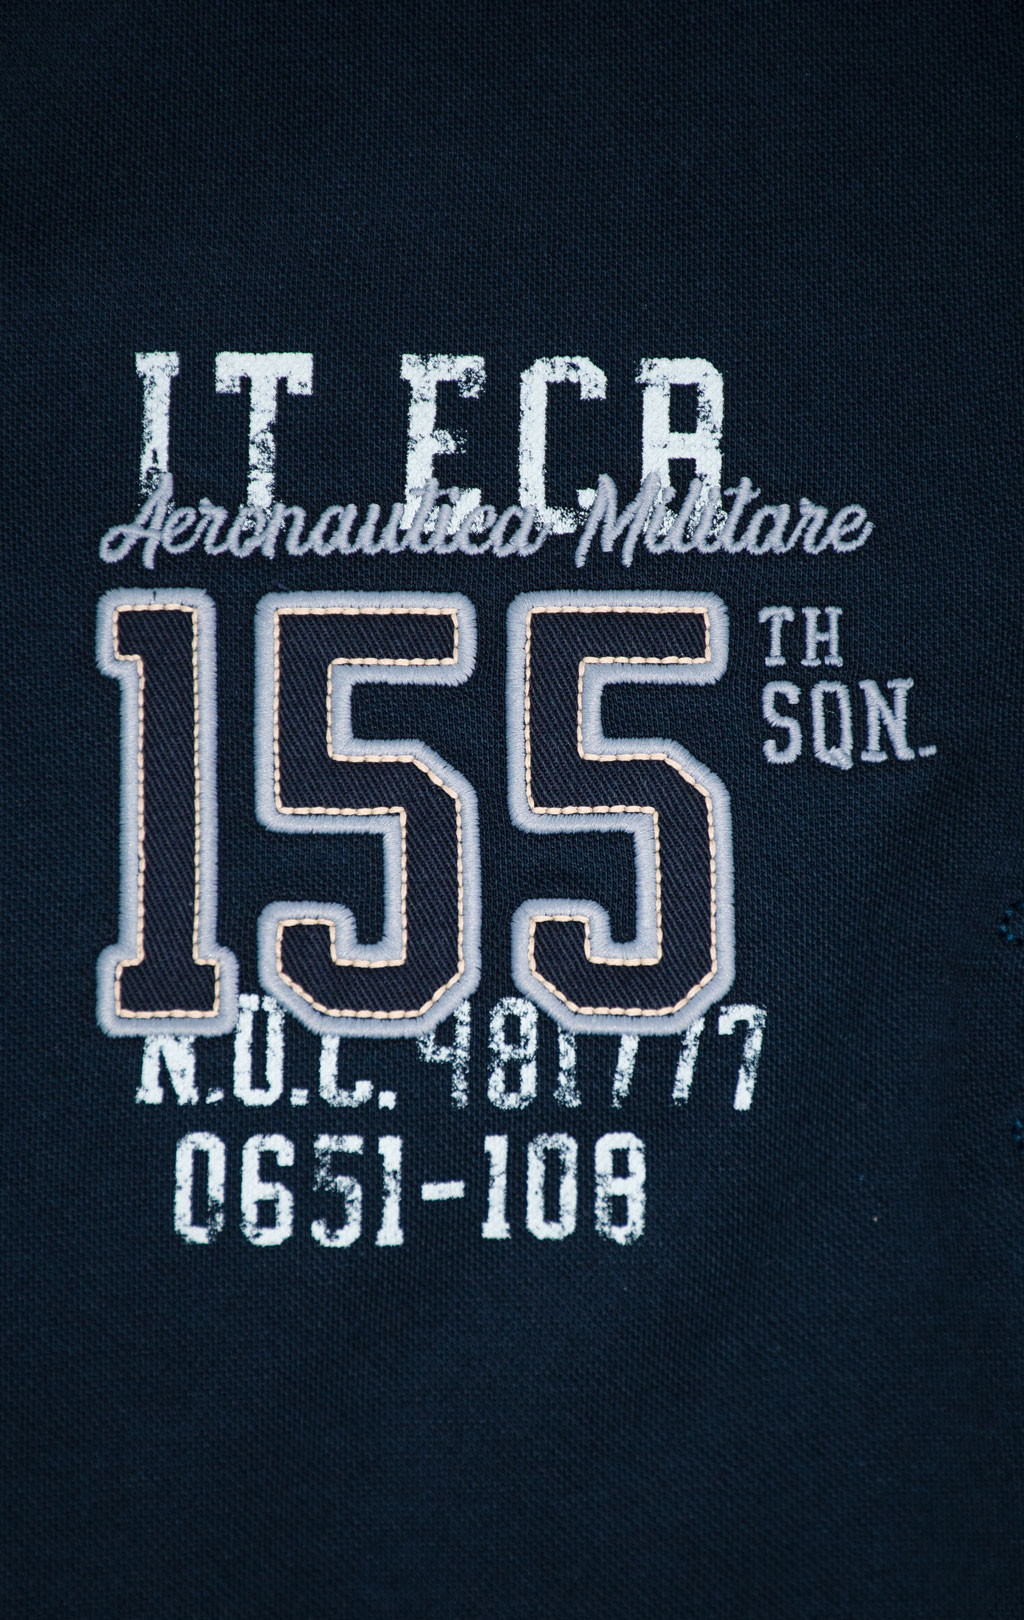 IT ECR
Aeronautica Militare
155
TH
SQN.
N.U.C. 481777
0651-108